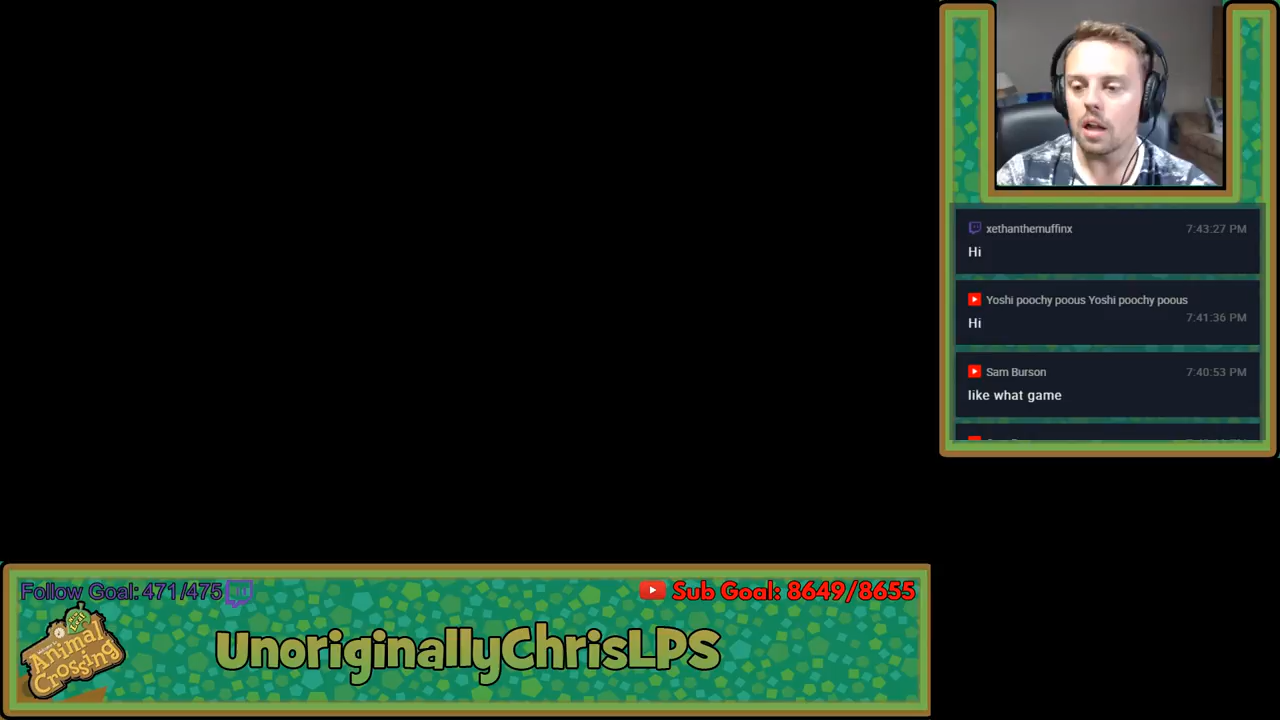 xethanthemuffinx
7:43:27 PM
Hi
Yoshi poochy poous Yoshi poochy poous
7:41:36 PM
Hi
Sam Burson
7:40:53 PM
like what game
Follow Goal: 471/475
Sub Goal: 8649/8655
Animal Crossing
UnoriginallyChrisLPS